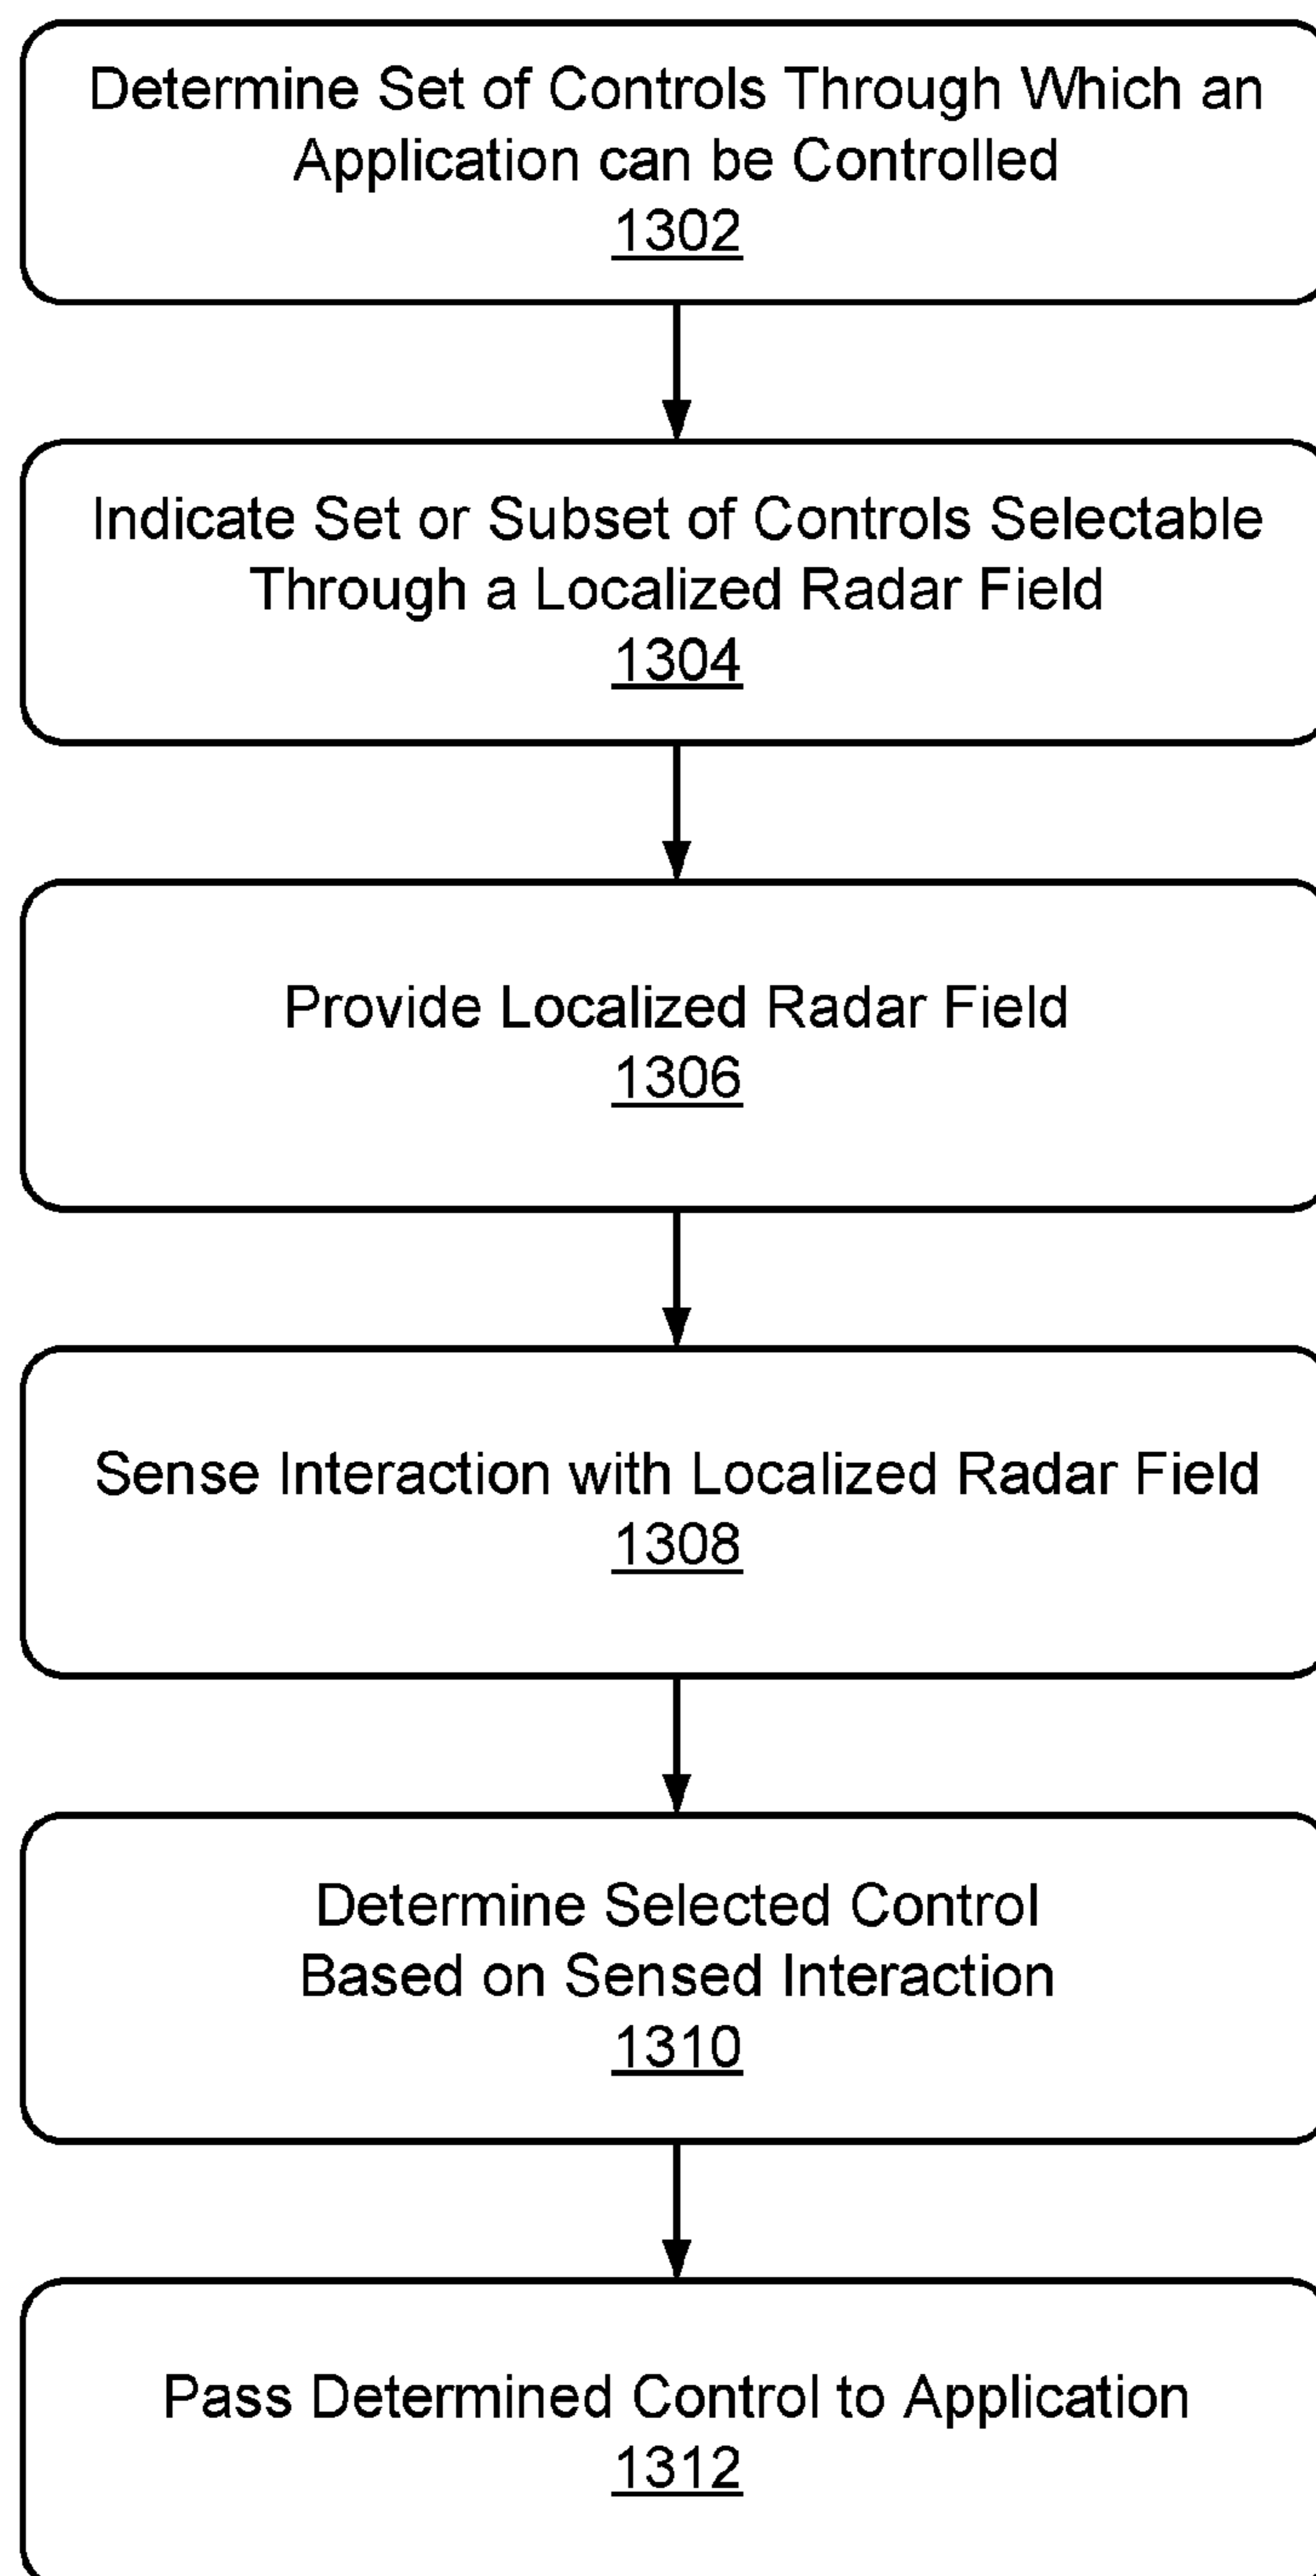 Determine Set of Controls Through Which an
Application can be Controlled
1302
Indicate Set or Subset of Controls Selectable
Through a Localized Radar Field
1304
Provide Localized Radar Field
1306
Sense Interaction with Localized Radar Field
1308
Determine Selected Control
Based on Sensed Interaction
1310
Pass Determined Control to Application
1312